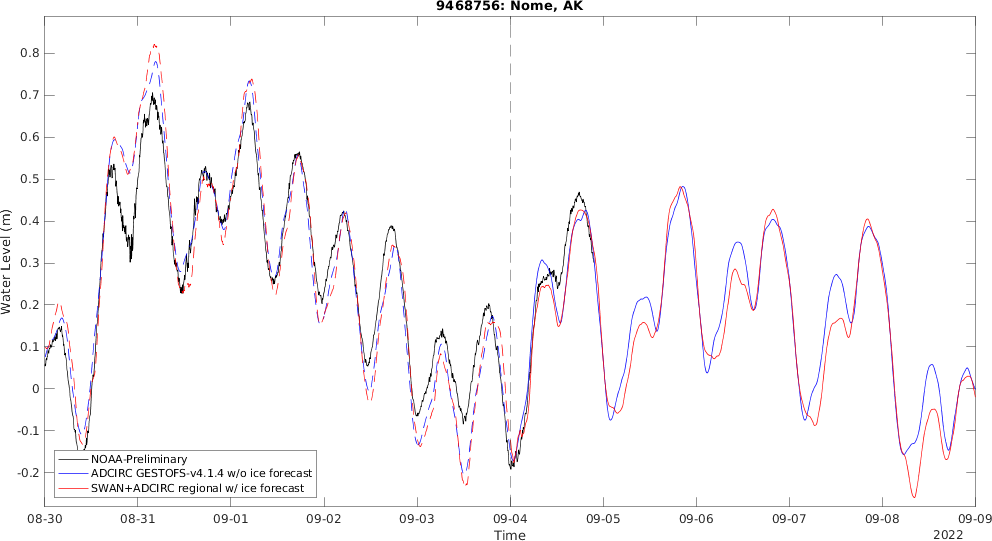 9468756: Nome, AK
Water Level (m)
0.8
0.7
0.6
0.5
0.4
0.3
0.2
0.1
0
-0.1
-0.2
NOAA-Preliminary
ADCIRC GESTOFS-v4.1.4 w/o ice forecast
SWAN+ADCIRC regional w/ ice forecast
08-30 08-31 09-01 09-02 09-03 09-04 09-05 09-06 09-07 09-08 09-09
Time
2022